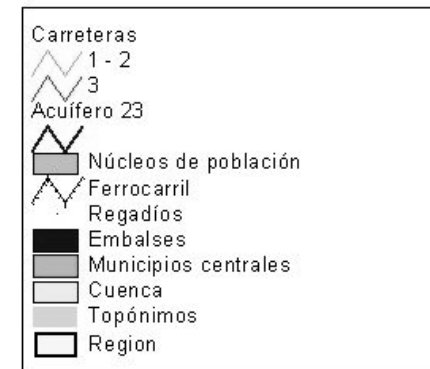 Carreteras
1 - 2
3
Acuífero 23
Núcleos de población
Ferrocarril
Regadíos
Embalses
Municipios centrales
Cuenca
Topónimos
Region